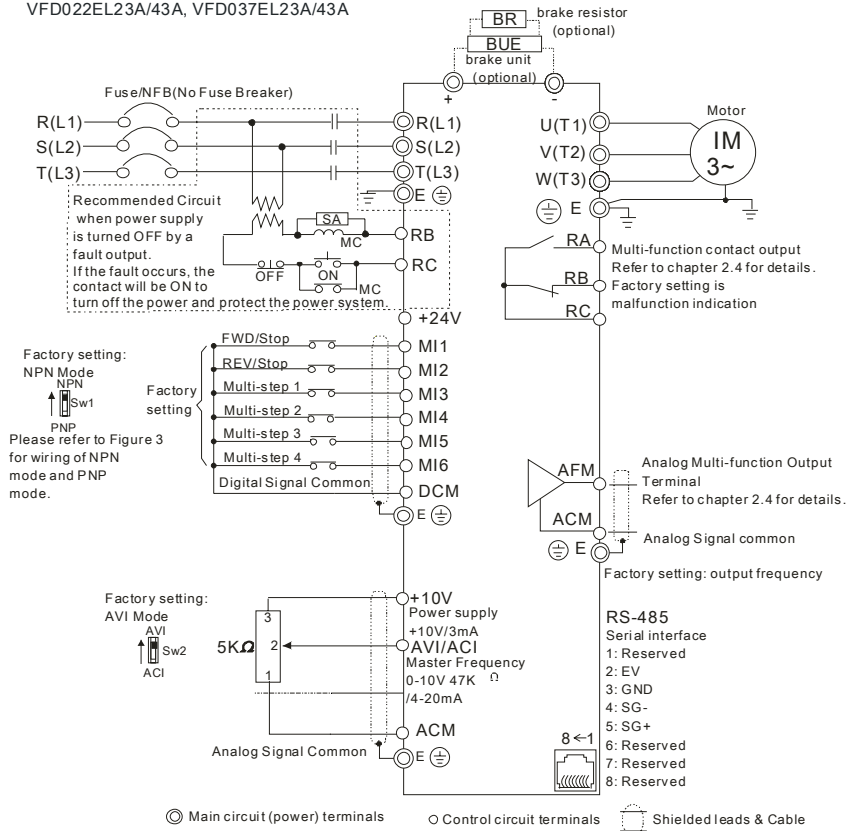 VFD022EL23A/43A, VFD037EL23A/43A
BR
brake resistor
(optional)
BUE
brake unit
(optional)
+
-
Fuse/NFB(No Fuse Breaker)
R(L1)
S(L2)
T(L3)
R(L1)
S(L2)
T(L3)
E
Recommended Circuit
when power supply
is turned OFF by a
fault output.
If the fault occurs, the
contact will be ON to
turn off the power and protect the power system.
SA
MC
OFF
ON
MC
RB
RC
U(T1)
V(T2)
W(T3)
E
Motor
IM
3~
RA
RB
RC
Multi-function contact output
Refer to chapter 2.4 for details.
Factory setting is
malfunction indication
+24V
Factory setting:
NPN Mode
NPN
Sw1
PNP
Please refer to Figure 3
for wiring of NPN
mode and PNP
mode.
Factory
setting
FWD/Stop
REV/Stop
Multi-step 1
Multi-step 2
Multi-step 3
Multi-step 4
Digital Signal Common
MI1
MI2
MI3
MI4
MI5
MI6
DCM
E
AFM
ACM
E
Analog Multi-function Output
Terminal
Refer to chapter 2.4 for details.
Analog Signal common
Factory setting: output frequency
Factory setting:
AVI Mode
AVI
Sw2
ACI
5KΩ
3
2
1
+10V
Power supply
+10V/3mA
AVI/ACI
Master Frequency
0-10V 47K Ω
/4-20mA
ACM
Analog Signal Common
E
RS-485
Serial interface
1: Reserved
2: EV
3: GND
4: SG-
5: SG+
6: Reserved
7: Reserved
8: Reserved
8←1
Main circuit (power) terminals
Control circuit terminals
Shielded leads & Cable